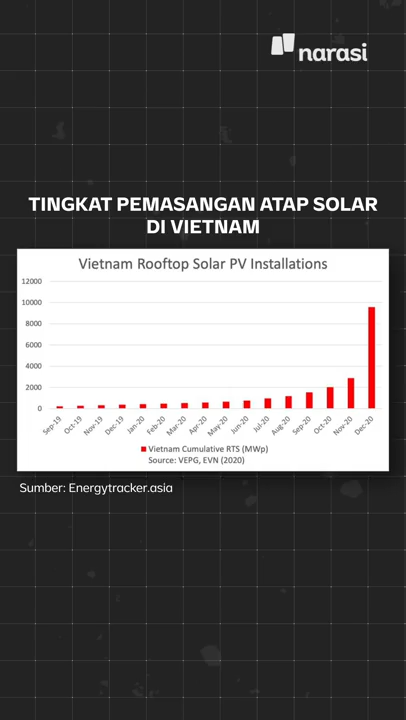 narasi
TINGKAT PEMASANGAN ATAP SOLAR
DI VIETNAM
Vietnam Rooftop Solar PV Installations
12000
10000
8000
6000
4000
2000
0
Sep-19 Oct-19 Nov-19 Dec-19 Jan-20 Feb-20 Mar-20 Apr-20 May-20 Jun-20 Jul-20 Aug-20 Sep-20 Oct-20 Nov-20 Dec-20
Vietnam Cumulative RTS (MWp)
Source: VEPG, EVN (2020)
Sumber: Energytracker.asia